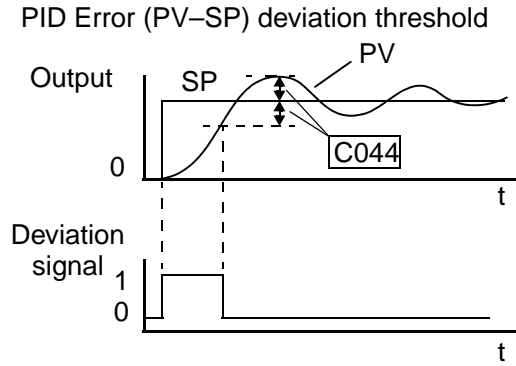 PID Error (PV–SP) deviation threshold
PV
Output
SP
C044
0
t
Deviation
signal
1
0
t